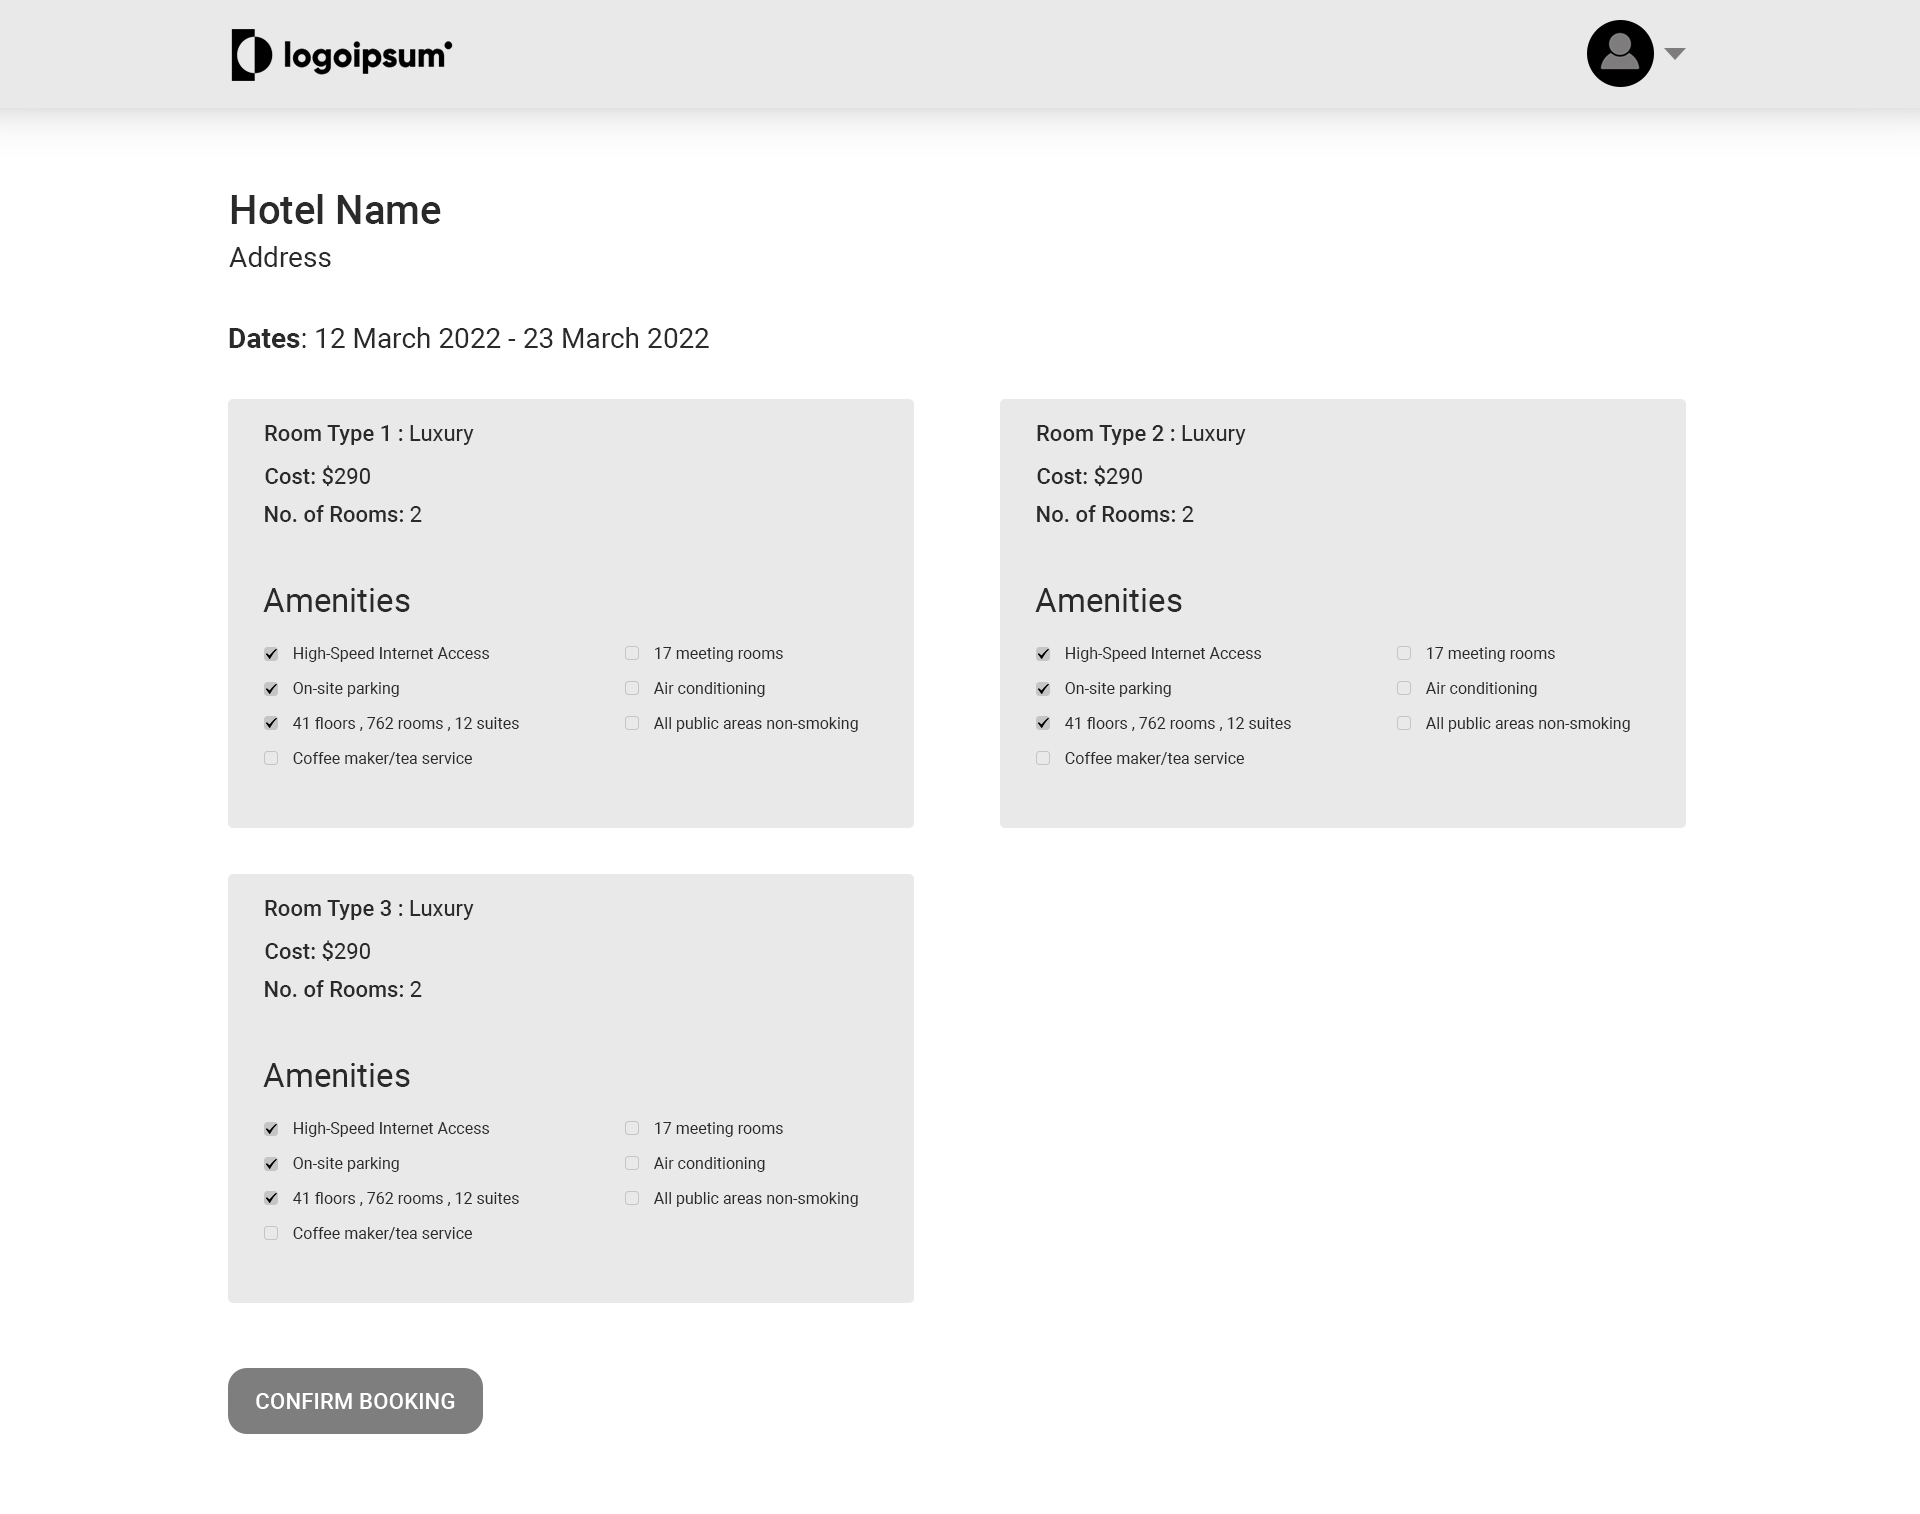 logoipsum
Hotel Name
Address
Dates: 12 March 2022 - 23 March 2022
Room Type 1 : Luxury
Cost: $290
No. of Rooms: 2
Amenities
High-Speed Internet Access
On-site parking
41 floors , 762 rooms , 12 suites
Coffee maker/tea service
17 meeting rooms
Air conditioning
All public areas non-smoking
Room Type 2 : Luxury
Cost: $290
No. of Rooms: 2
Amenities
High-Speed Internet Access
On-site parking
41 floors , 762 rooms , 12 suites
Coffee maker/tea service
17 meeting rooms
Air conditioning
All public areas non-smoking
Room Type 3 : Luxury
Cost: $290
No. of Rooms: 2
Amenities
High-Speed Internet Access
On-site parking
41 floors , 762 rooms , 12 suites
Coffee maker/tea service
17 meeting rooms
Air conditioning
All public areas non-smoking
CONFIRM BOOKING